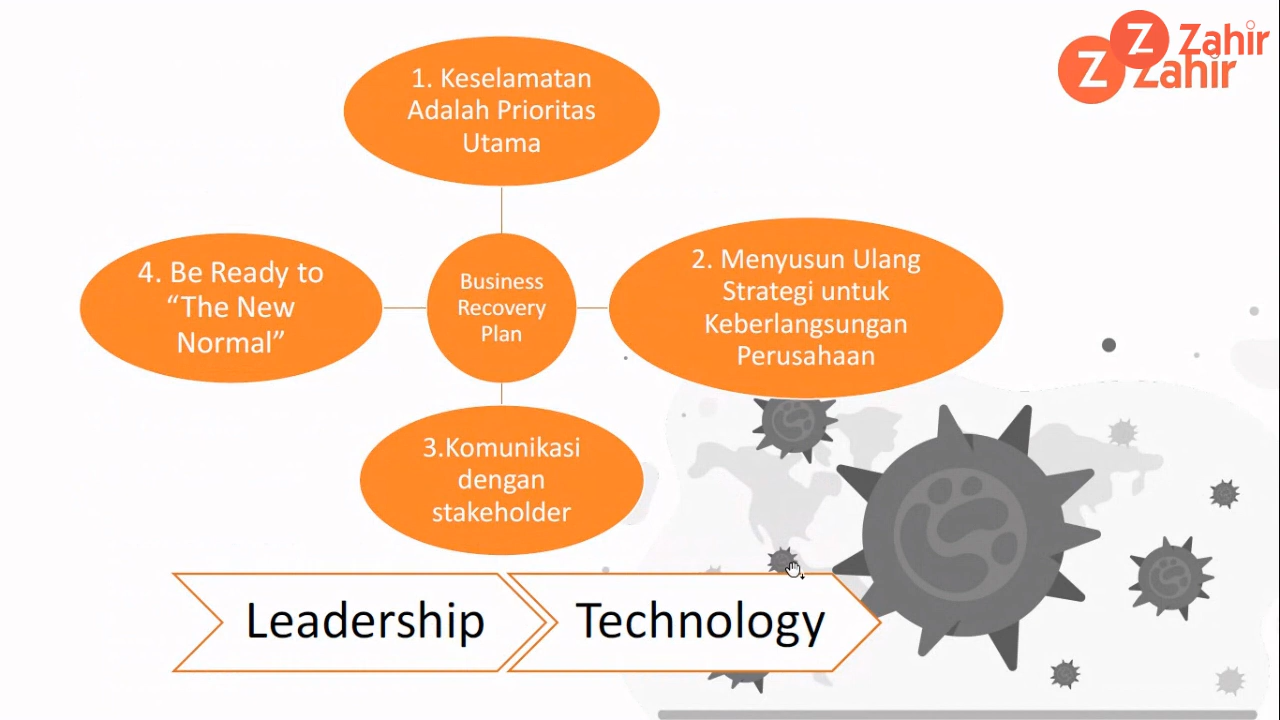 Z Zahir
Z Zahir
1. Keselamatan
Adalah Prioritas
Utama
4. Be Ready to
“The New
Normal”
Business
Recovery
Plan
2. Menyusun Ulang
Strategi untuk
Keberlangsungan
Perusahaan
3.Komunikasi
dengan
stakeholder
Leadership
Technology